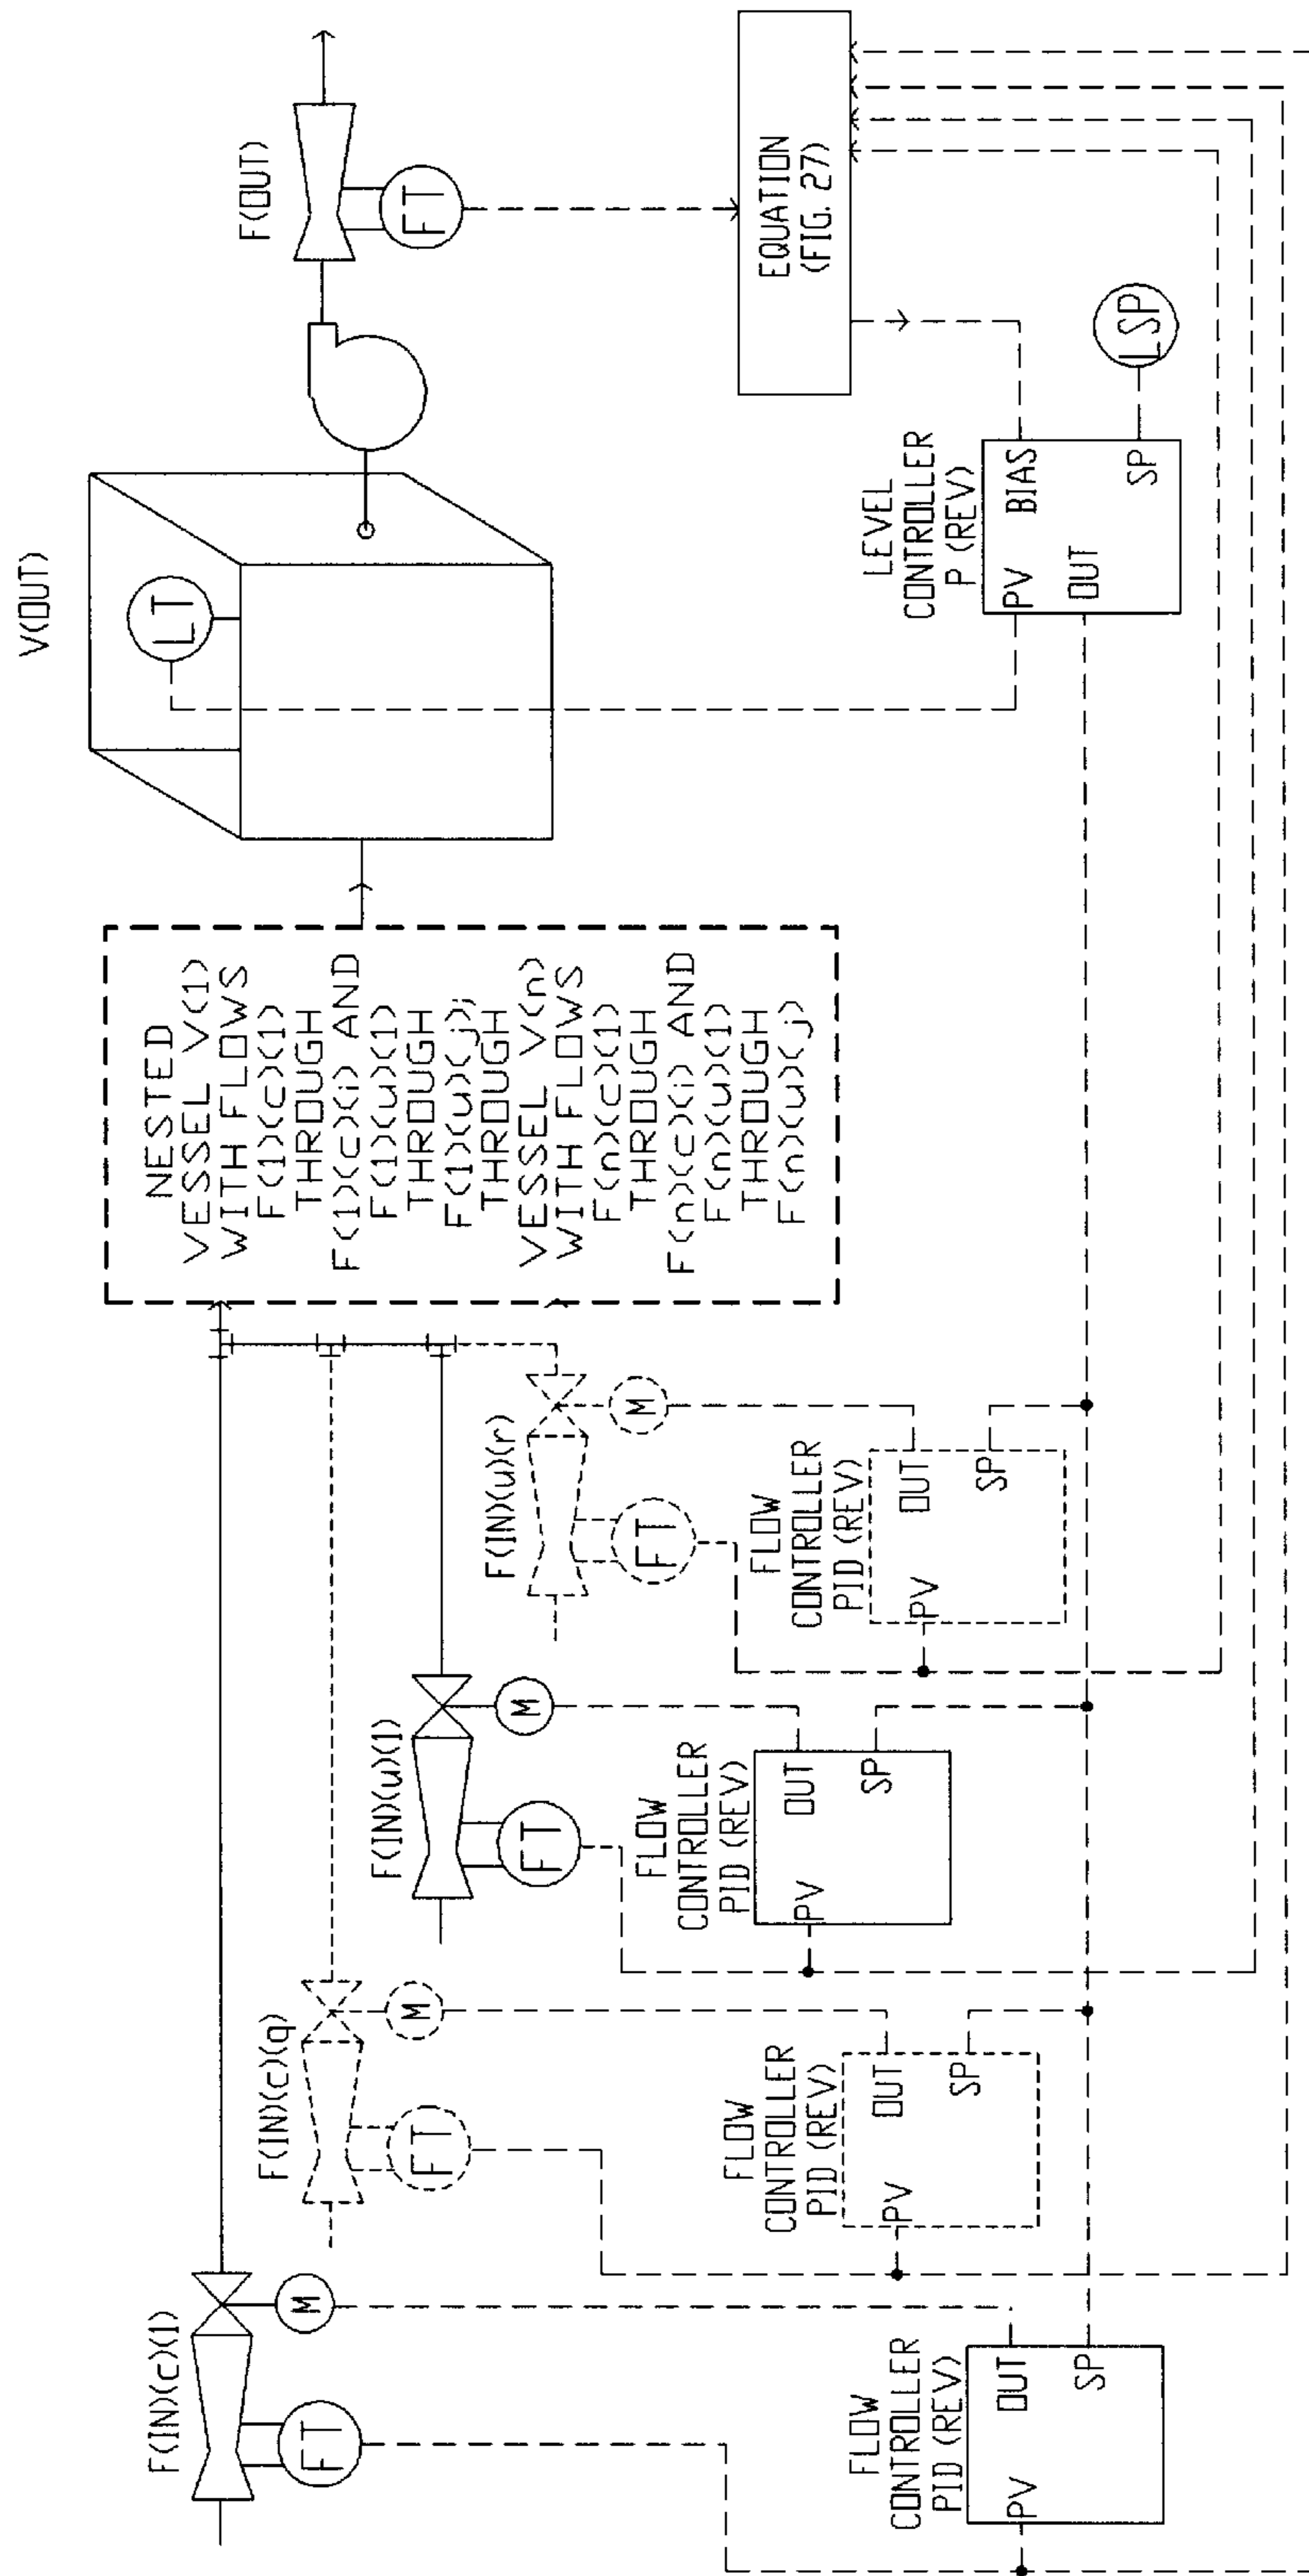 F(IN)(c)(1)
FT
M
FLOW
CONTROLLER
PID (REV)
PV
OUT
SP
F(IN)(c)(q)
FT
M
FLOW
CONTROLLER
PID (REV)
PV
OUT
SP
F(IN)(u)(1)
FT
M
FLOW
CONTROLLER
PID (REV)
PV
OUT
SP
F(IN)(u)(r)
FT
M
FLOW
CONTROLLER
PID (REV)
PV
OUT
SP
NESTED
VESSEL V(1)
WITH FLOWS
F(1)(c)(1)
THROUGH
F(1)(c)(i) AND
F(1)(u)(1)
THROUGH
F(1)(u)(j);
THROUGH
VESSEL V(n)
WITH FLOWS
F(n)(c)(1)
THROUGH
F(n)(c)(i) AND
F(n)(u)(1)
THROUGH
F(n)(u)(j)
V(OUT)
LT
LEVEL
CONTROLLER
P (REV)
PV BIAS
OUT
SP
LSP
F(OUT)
FT
EQUATION
(FIG. 27)